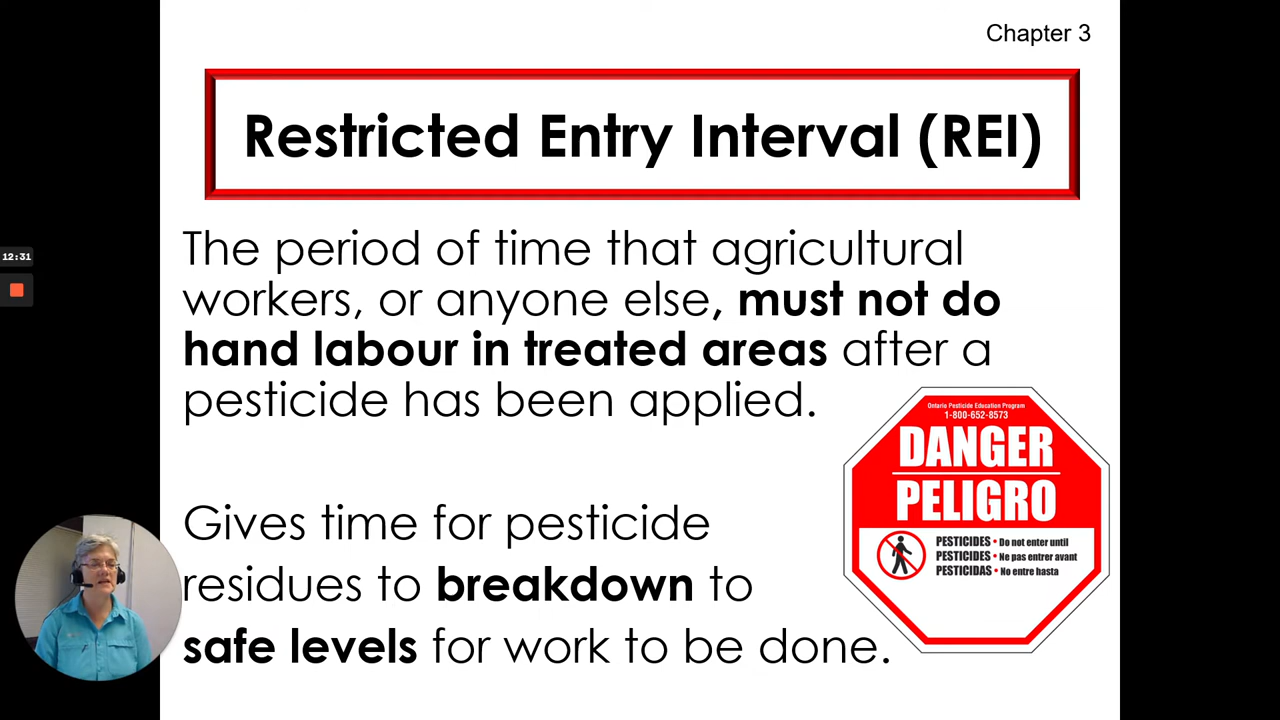 Chapter 3
Restricted Entry Interval (REI)
The period of time that agricultural
workers, or anyone else, must not do
hand labour in treated areas after a
pesticide has been applied.
Gives time for pesticide
residues to breakdown to
safe levels for work to be done.
Ontario Pesticide Education Program
1-800-652-8573
DANGER
PELIGRO
PESTICIDES • Do not enter until
PESTICIDES • Ne pas entrer avant
PESTICIDAS • No entre hasta
12:31